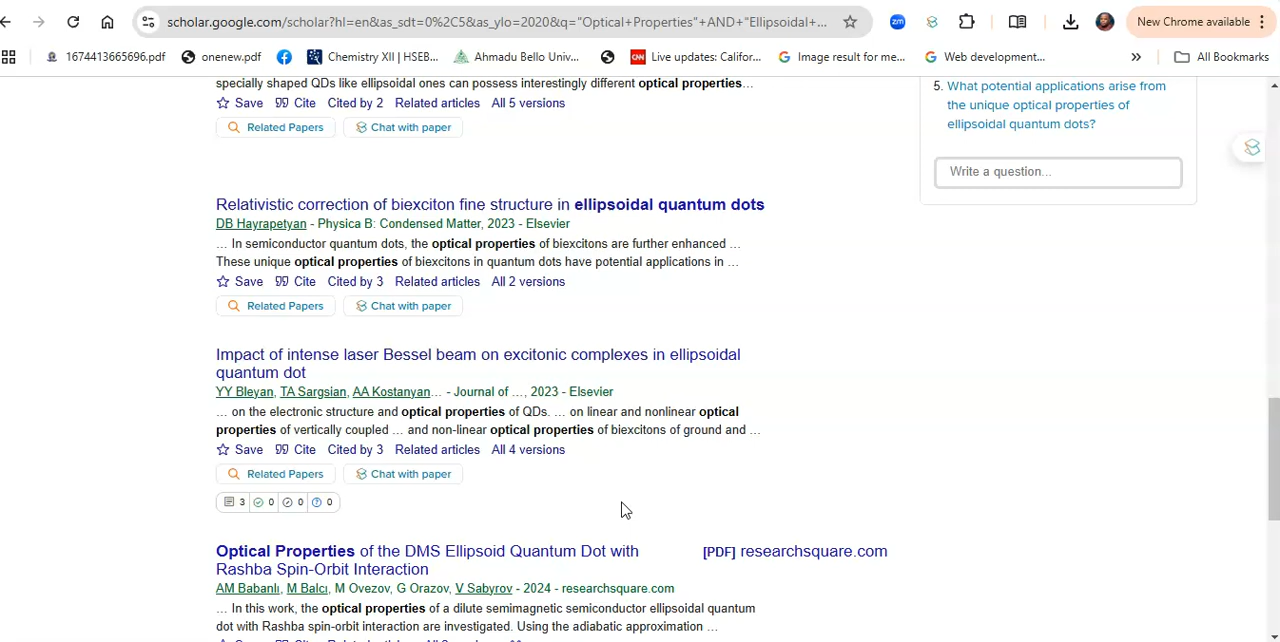 scholar.google.com/scholar?hl=en&as_sdt=0%2C5&as_ylo=2020&q="Optical+Properties"+AND+"Ellipsoidal+...
zm
New Chrome available
1674413665696.pdf
onenew.pdf
Chemistry XII | HSEB...
Ahmadu Bello Univ...
CNN
Live updates: Califor...
Image result for me...
Web development...
»
All Bookmarks
specially shaped QDs like ellipsoidal ones can possess interestingly different optical properties…
Save Cite Cited by 2 Related articles All 5 versions
Related Papers Chat with paper
5. What potential applications arise from
the unique optical properties of
ellipsoidal quantum dots?
Write a question...
Relativistic correction of biexciton fine structure in ellipsoidal quantum dots
DB Hayrapetyan - Physica B: Condensed Matter, 2023 - Elsevier
… In semiconductor quantum dots, the optical properties of biexcitons are further enhanced …
These unique optical properties of biexcitons in quantum dots have potential applications in …
Save Cite Cited by 3 Related articles All 2 versions
Related Papers Chat with paper
Impact of intense laser Bessel beam on excitonic complexes in ellipsoidal
quantum dot
YY Bleyan, TA Sargsian, AA Kostanyan… - Journal of …, 2023 - Elsevier
… on the electronic structure and optical properties of QDs. … on linear and nonlinear optical
properties of vertically coupled … and non-linear optical properties of biexcitons of ground and …
Save Cite Cited by 3 Related articles All 4 versions
Related Papers Chat with paper
3 0 0 0
Optical Properties of the DMS Ellipsoid Quantum Dot with
Rashba Spin-Orbit Interaction
[PDF] researchsquare.com
AM Babanlı, M Balcı, M Ovezov, G Orazov, V Sabyrov - 2024 - researchsquare.com
… In this work, the optical properties of a dilute semimagnetic semiconductor ellipsoidal quantum
dot with Rashba spin-orbit interaction are investigated. Using the adiabatic approximation …